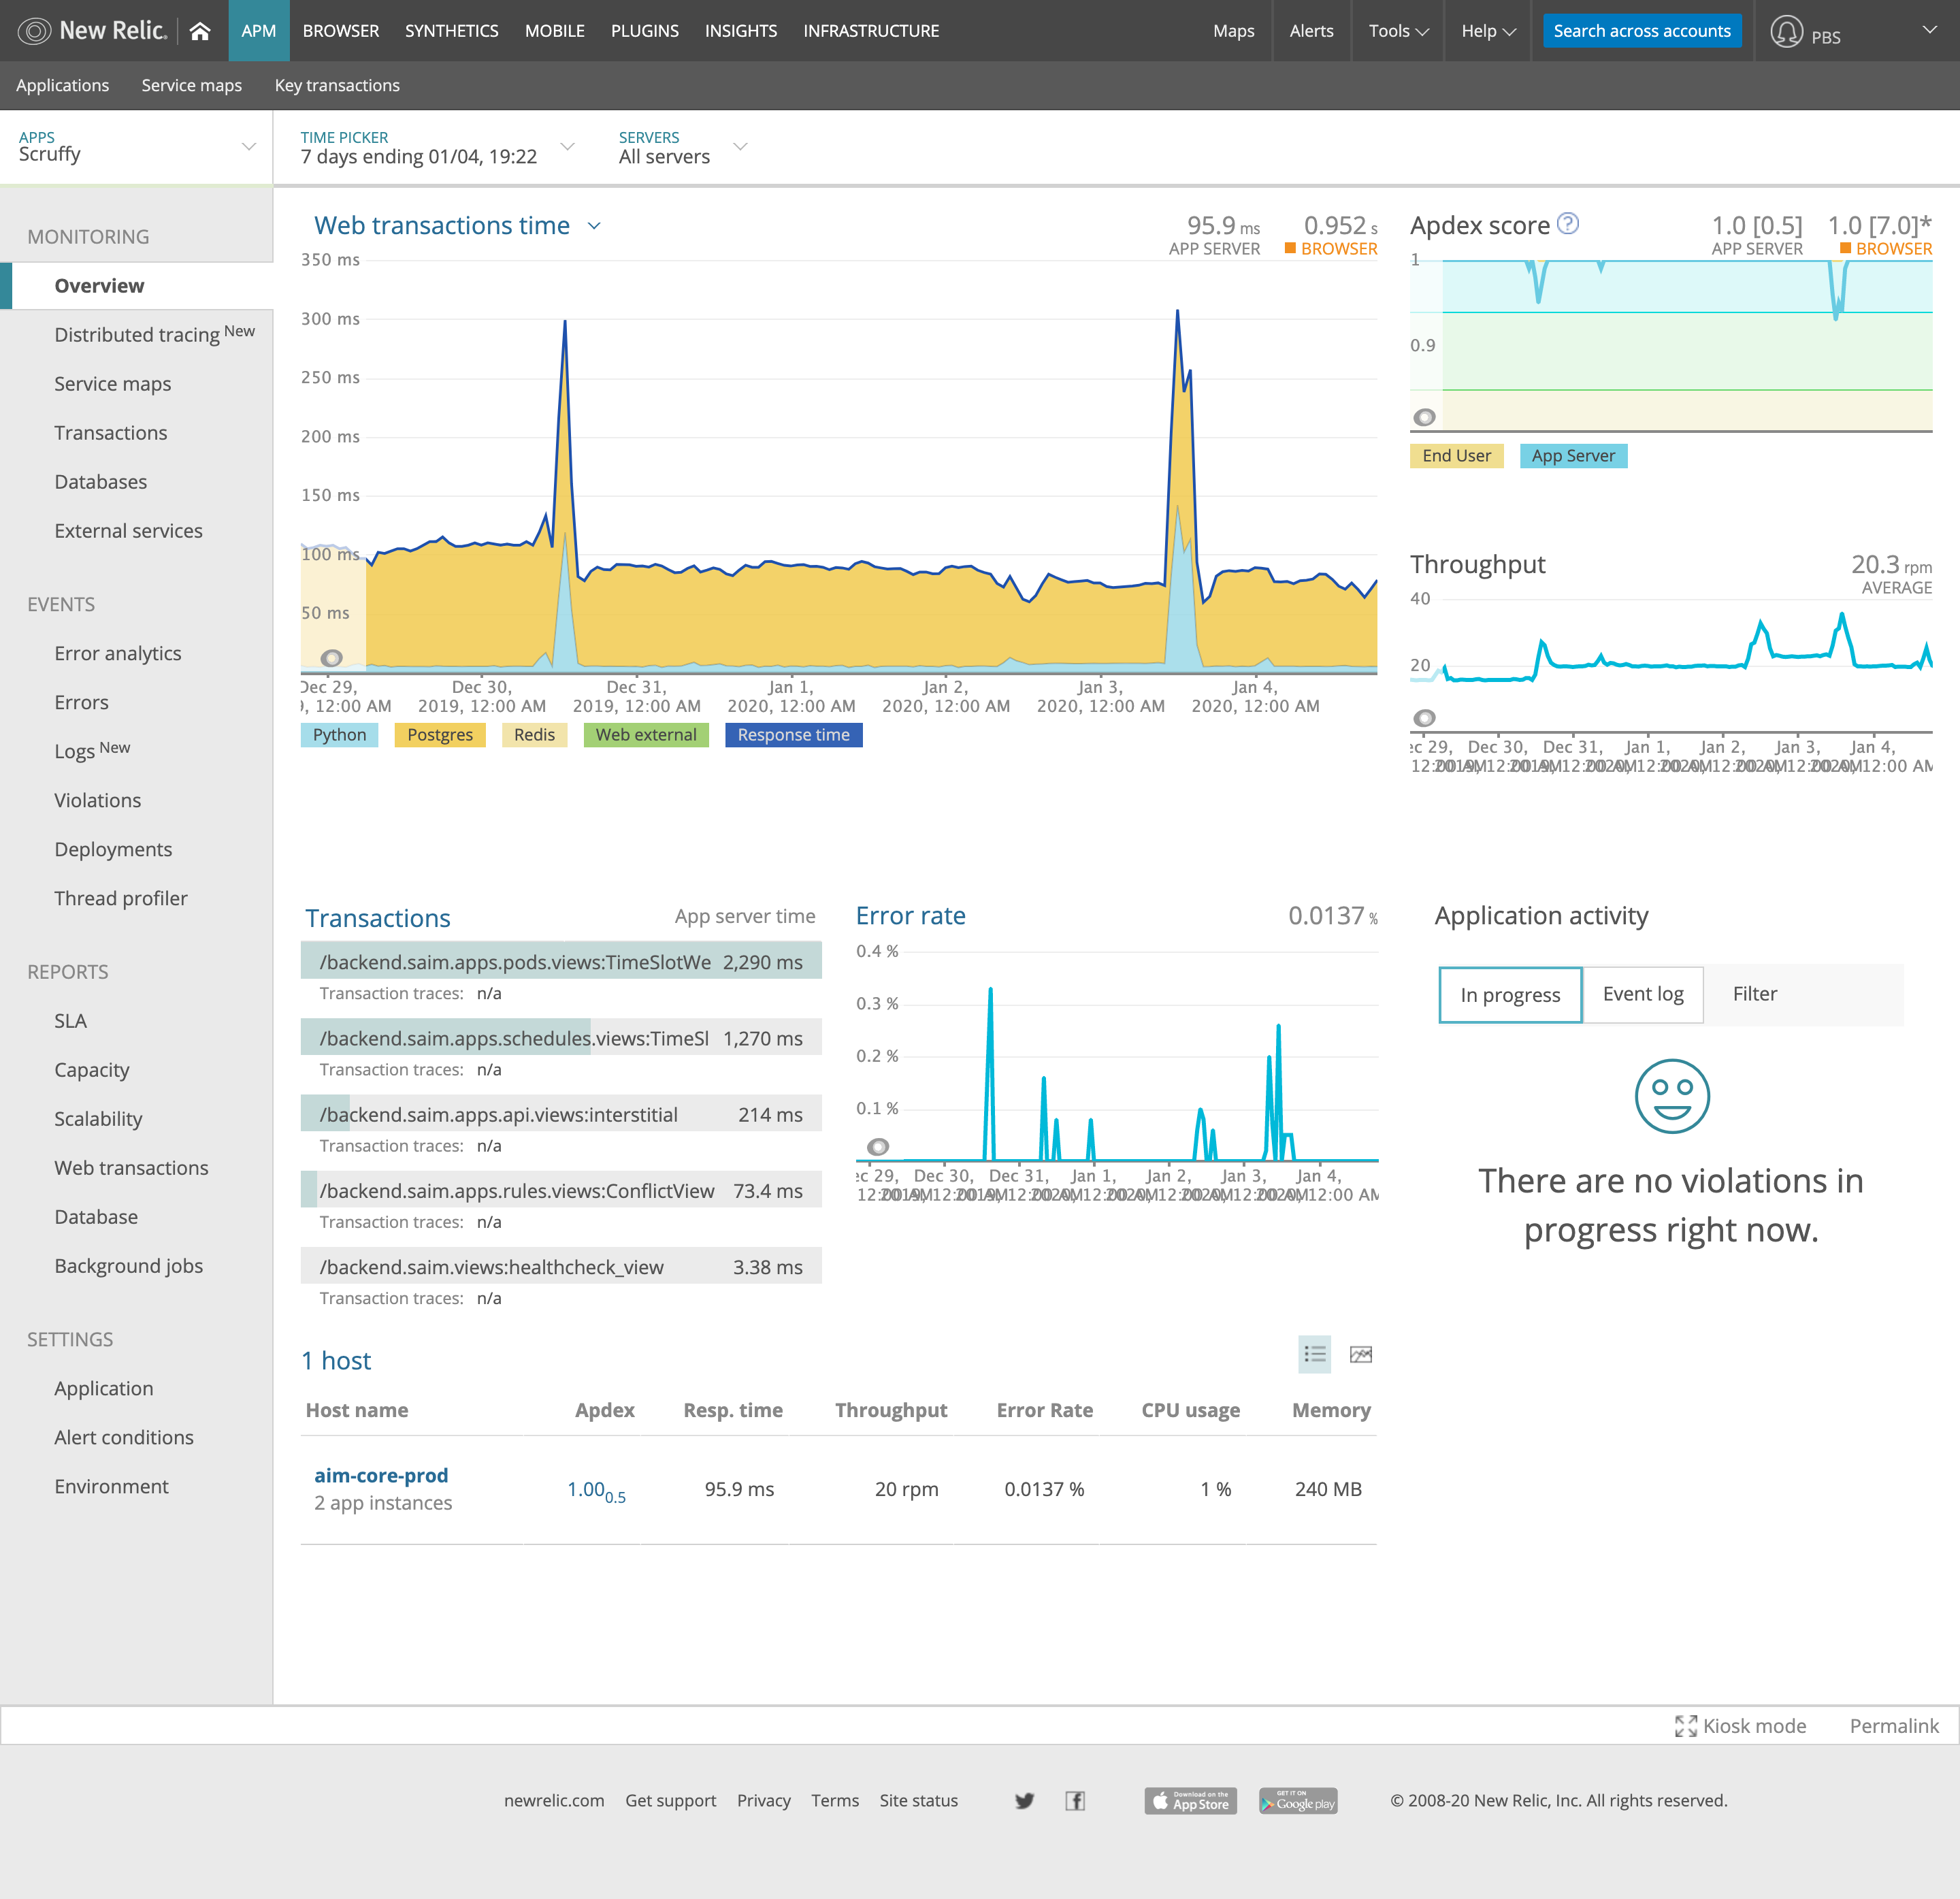 New Relic.
APM BROWSER SYNTHETICS MOBILE PLUGINS INSIGHTS INFRASTRUCTURE
Maps Alerts Tools Help Search across accounts PBS
Applications Service maps Key transactions
APPS
Scruffy
TIME PICKER
7 days ending 01/04, 19:22
SERVERS
All servers
MONITORING
Overview
Distributed tracing New
Service maps
Transactions
Databases
External services
EVENTS
Error analytics
Errors
Logs New
Violations
Deployments
Thread profiler
REPORTS
SLA
Capacity
Scalability
Web transactions
Database
Background jobs
SETTINGS
Application
Alert conditions
Environment
Web transactions time
95.9 ms
APP SERVER
0.952 s
BROWSER
350 ms
300 ms
250 ms
200 ms
150 ms
100 ms
50 ms
Dec 29, Dec 30, Dec 31, Jan 1, Jan 2, Jan 3, Jan 4,
9, 12:00 AM 2019, 12:00 AM 2019, 12:00 AM 2020, 12:00 AM 2020, 12:00 AM 2020, 12:00 AM 2020, 12:00 AM
Python Postgres Redis Web external Response time
Apdex score ?
1.0 [0.5]
APP SERVER
1.0 [7.0]*
BROWSER
1
0.9
End User App Server
Throughput
20.3 rpm
AVERAGE
40
20
ec 29, Dec 30, Dec 31, Jan 1, Jan 2, Jan 3, Jan 4,
Transactions App server time
/backend.saim.apps.pods.views:TimeSlotWe 2,290 ms
Transaction traces: n/a
/backend.saim.apps.schedules.views:TimeSl 1,270 ms
Transaction traces: n/a
/backend.saim.apps.api.views:interstitial 214 ms
Transaction traces: n/a
/backend.saim.apps.rules.views:ConflictView 73.4 ms
Transaction traces: n/a
/backend.saim.views:healthcheck_view 3.38 ms
Transaction traces: n/a
Error rate 0.0137 %
0.4 %
0.3 %
0.2 %
0.1 %
ec 29, Dec 30, Dec 31, Jan 1, Jan 2, Jan 3, Jan 4,
Application activity
In progress Event log Filter
There are no violations in
progress right now.
1 host
Host name Apdex Resp. time Throughput Error Rate CPU usage Memory
aim-core-prod 1.00 0.5 95.9 ms 20 rpm 0.0137 % 1 % 240 MB
2 app instances
Kiosk mode Permalink
newrelic.com Get support Privacy Terms Site status
Download on the
App Store
GET IT ON
Google play
© 2008-20 New Relic, Inc. All rights reserved.